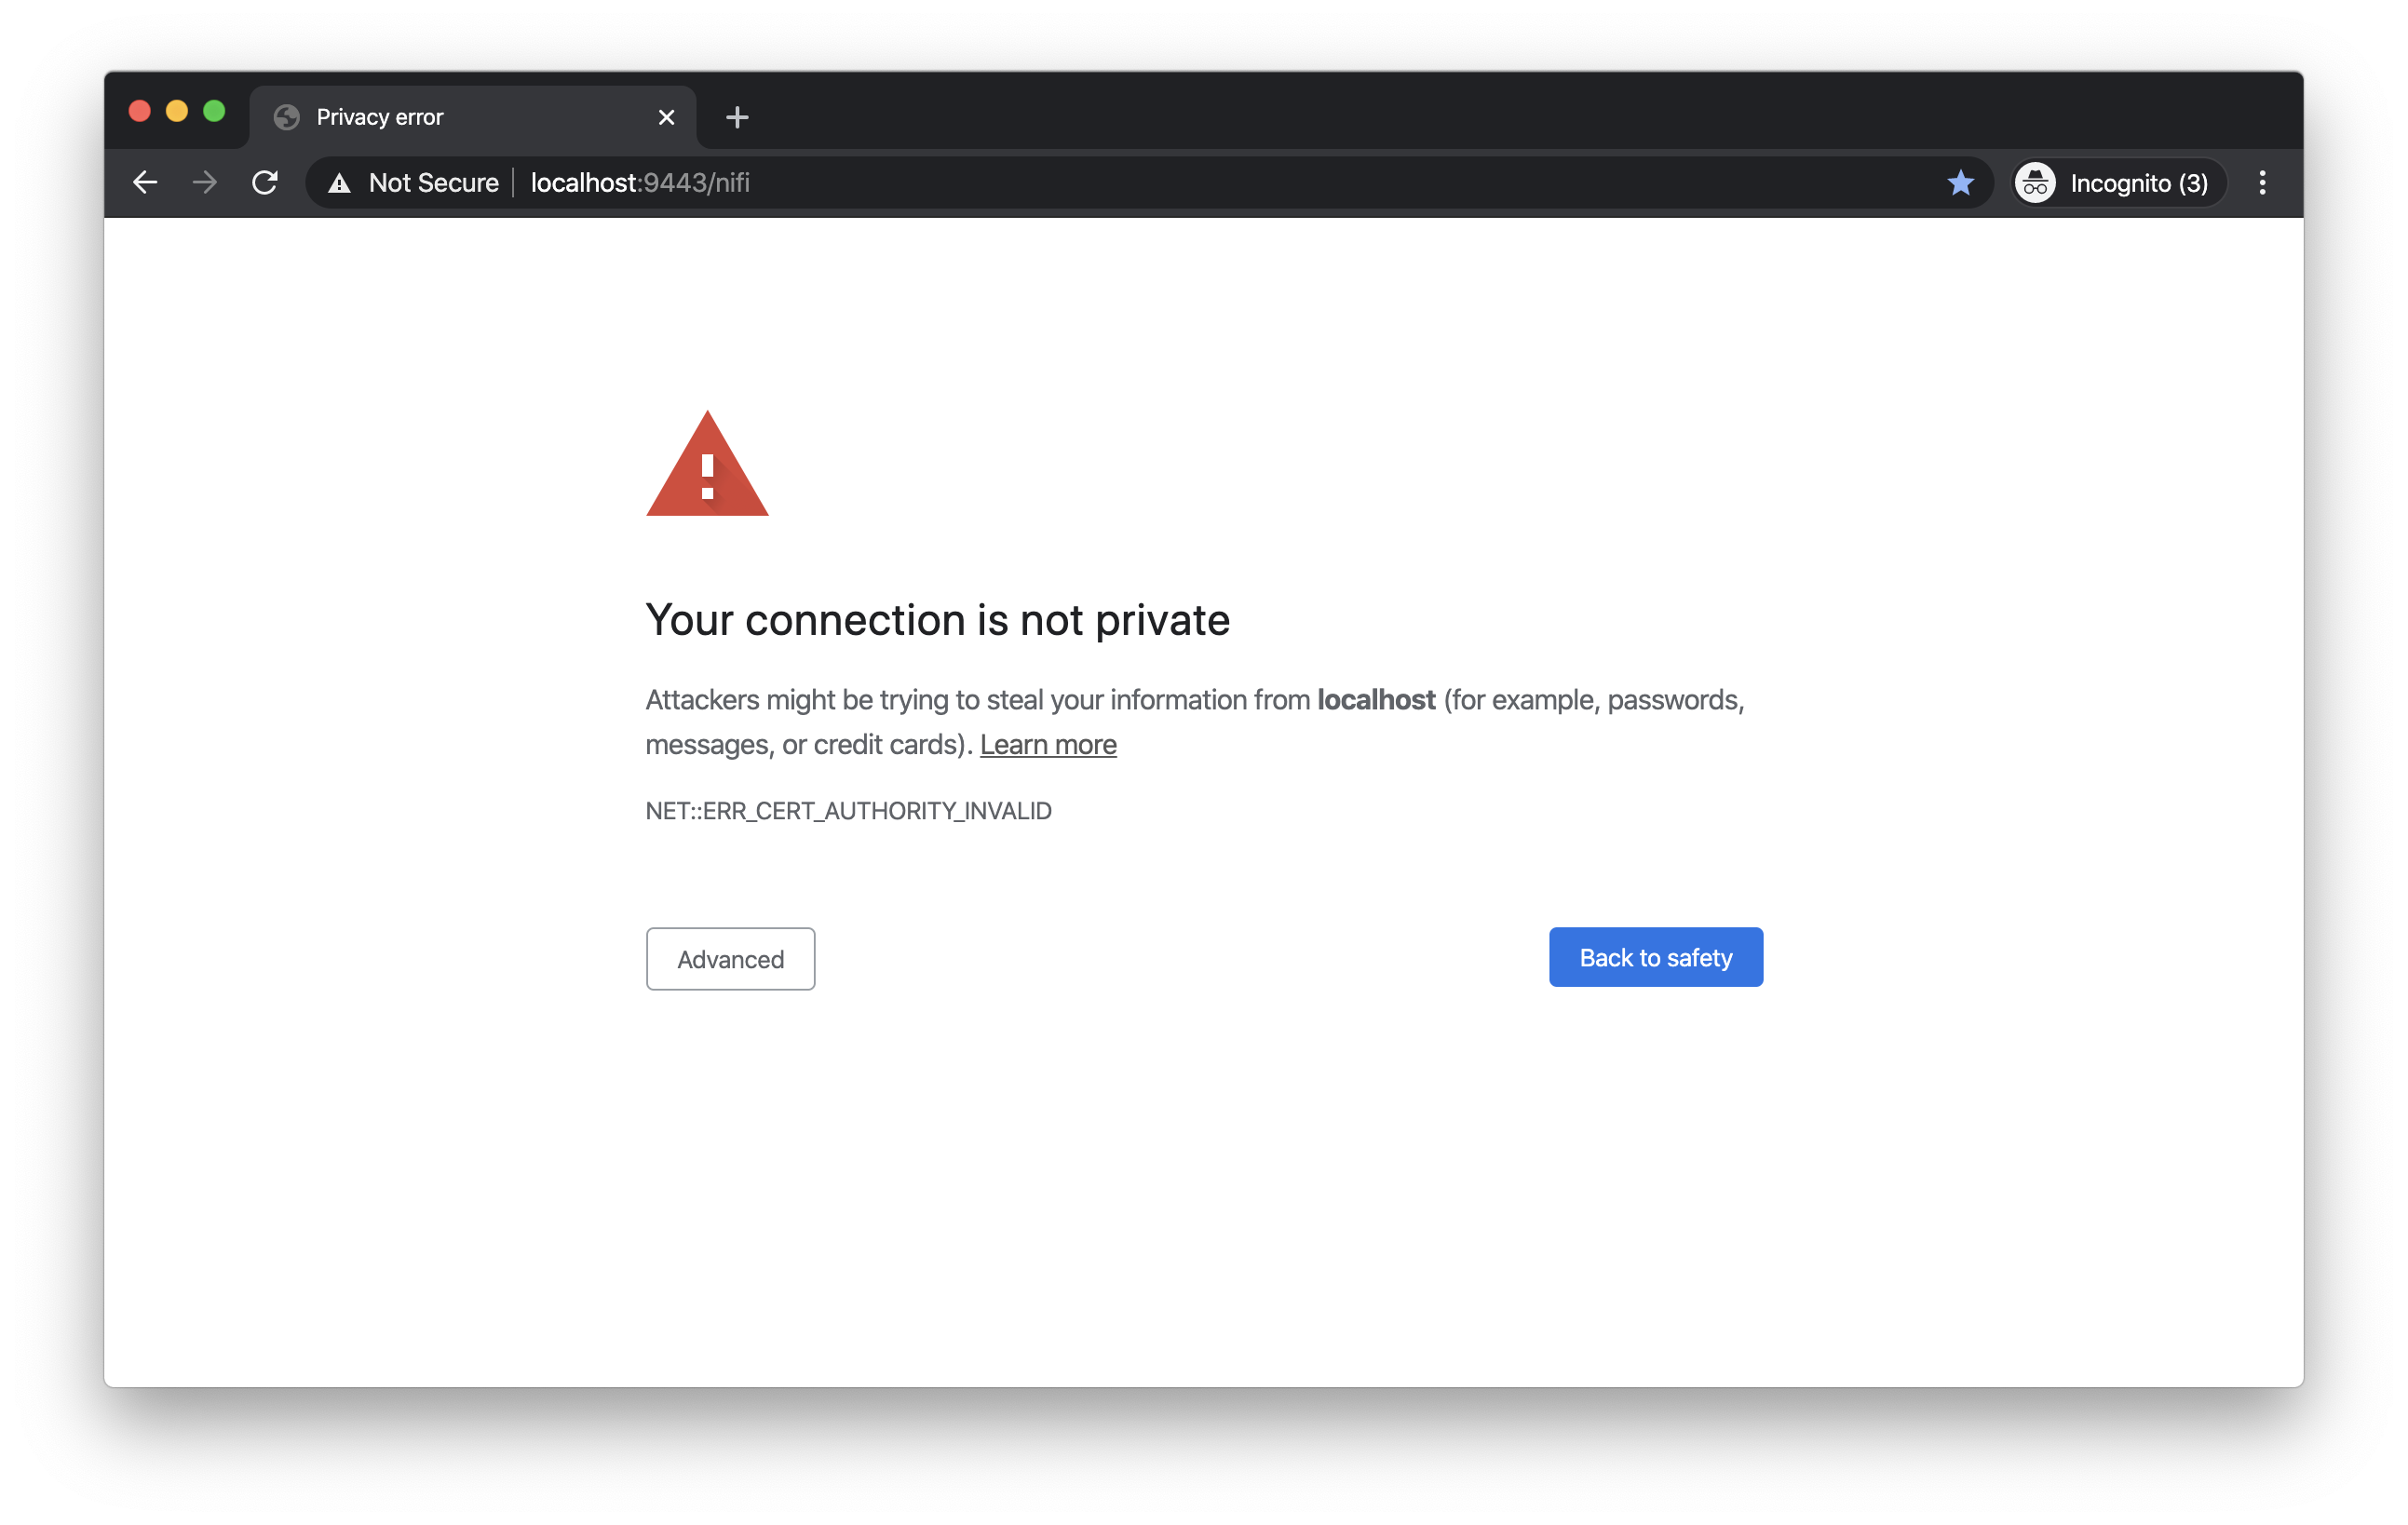 Privacy error
Not Secure localhost:9443/nifi Incognito (3)
Your connection is not private
Attackers might be trying to steal your information from localhost (for example, passwords,
messages, or credit cards). Learn more
NET::ERR_CERT_AUTHORITY_INVALID
Advanced Back to safety